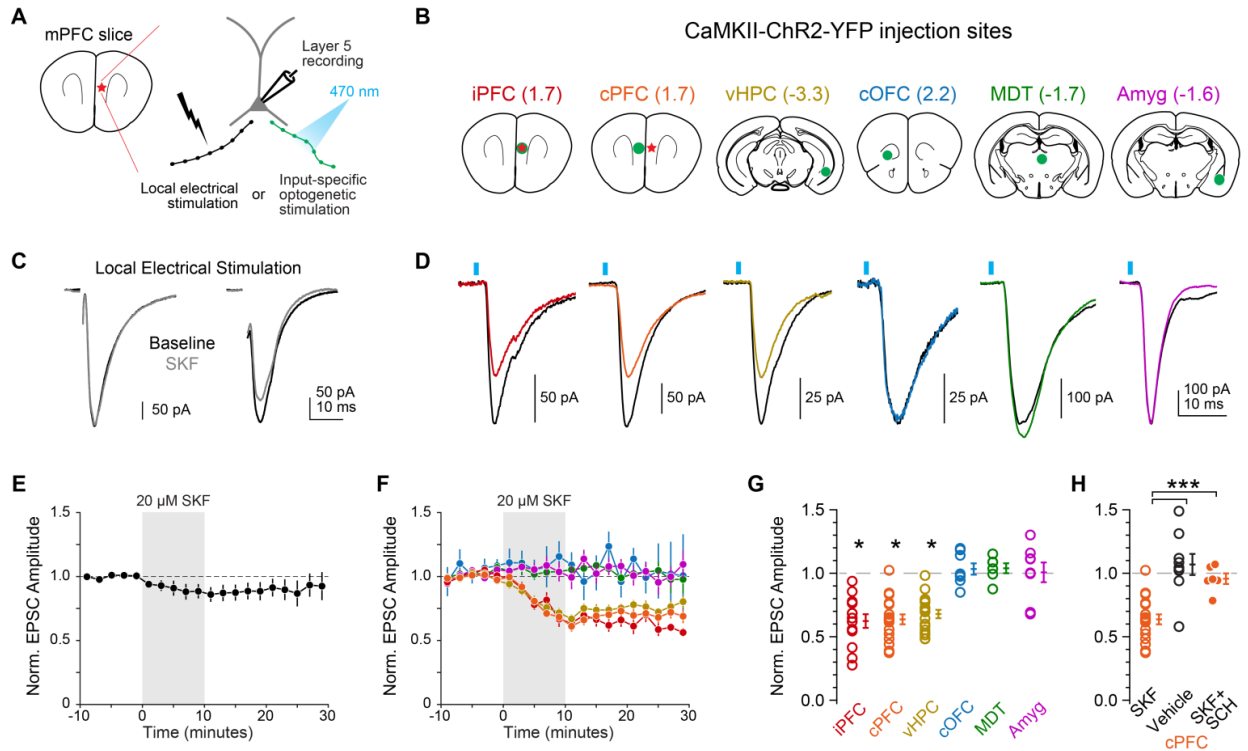 A
mPFC slice
Layer 5
recording
470 nm
Local electrical
stimulation
or
Input-specific
optogenetic
stimulation
B
CaMKII-ChR2-YFP injection sites
iPFC (1.7)
cPFC (1.7)
vHPC (-3.3)
cOFC (2.2)
MDT (-1.7)
Amyg (-1.6)
C
Local Electrical Stimulation
Baseline
SKF
50 pA
50 pA
10 ms
D
50 pA
50 pA
25 pA
25 pA
100 pA
100 pA
10 ms
E
20 µM SKF
Norm. EPSC Amplitude
1.5
1.0
0.5
0
-10
0
10
20
30
Time (minutes)
F
20 µM SKF
Norm. EPSC Amplitude
1.5
1.0
0.5
0
-10
0
10
20
30
Time (minutes)
G
Norm. EPSC Amplitude
1.5
1.0
0.5
0.0
* * *
iPFC
cPFC
vHPC
cOFC
MDT
Amyg
H
***
1.5
1.0
0.5
0.0
SKF
Vehicle
SKF+
SCH
cPFC